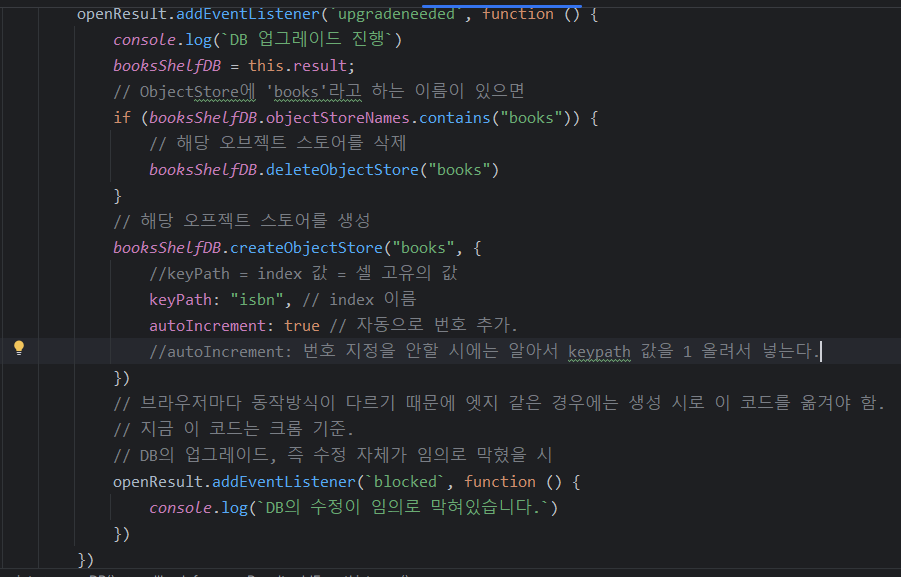 openResult.addEventListener(`upgradeneeded`, function () {
console.log(`DB 업그레이드 진행`)
booksShelfDB = this.result;
// ObjectStore에 'books'라고 하는 이름이 있으면
if (booksShelfDB.objectStoreNames.contains("books")) {
// 해당 오브젝트 스토어를 삭제
booksShelfDB.deleteObjectStore("books")
}
// 해당 오프젝트 스토어를 생성
booksShelfDB.createObjectStore("books", {
//keyPath = index 값 = 셀 고유의 값
keyPath: "isbn", // index 이름
autoIncrement: true // 자동으로 번호 추가.
//autoIncrement: 번호 지정을 안할 시에는 알아서 keypath 값을 1 올려서 넣는다.
})
// 브라우저마다 동작방식이 다르기 때문에 엣지 같은 경우에는 생성 시로 이 코드를 옮겨야 함.
// 지금 이 코드는 크롬 기준.
// DB의 업그레이드, 즉 수정 자체가 임의로 막혔을 시
openResult.addEventListener(`blocked`, function () {
console.log(`DB의 수정이 임의로 막혀있습니다.`)
})
})